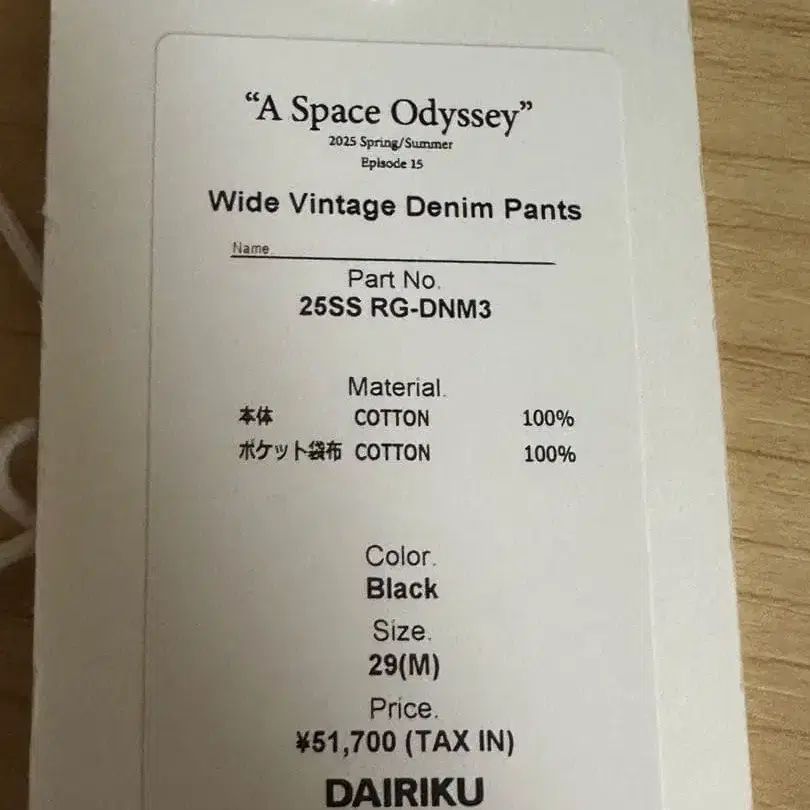 “A Space Odyssey”
2025 Spring/Summer
Episode 15
Wide Vintage Denim Pants
Name.
Part No.
25SS RG-DNM3
Material.
本体 COTTON 100%
ポケット袋布 COTTON 100%
Color.
Black
Size.
29(M)
Price.
¥51,700 (TAX IN)
DAIRIKU